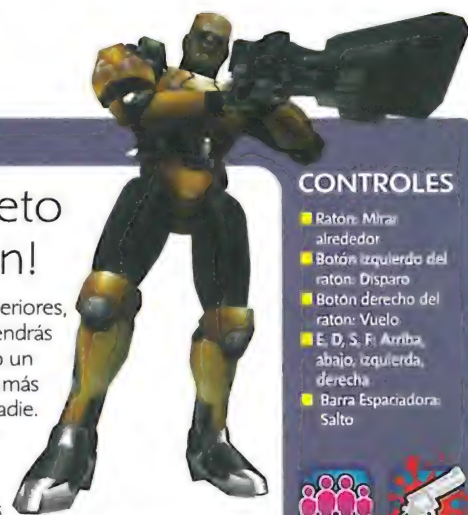 eto
n!
eriores,
endrás
o un
más
adie.
s
CONTROLES
Ratón: Mirar
alrededor
Botón izquierdo del
ratón: Disparo
Botón derecho del
ratón: Vuelo
E, D, S, F: Arriba,
abajo, izquierda,
derecha
Barra Espaciadora:
Salto